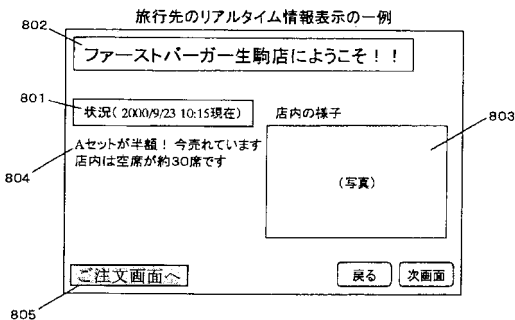 旅行先のリアルタイム情報表示の一例
802
ファーストバーガー生駒店にようこそ！！
801
状況( 2000/9/23 10:15現在)
店内の様子
803
Aセットが半額！ 今売れています
店内は空席が約30席です
804
(写真)
ご注文画面へ
戻る
次画面
805